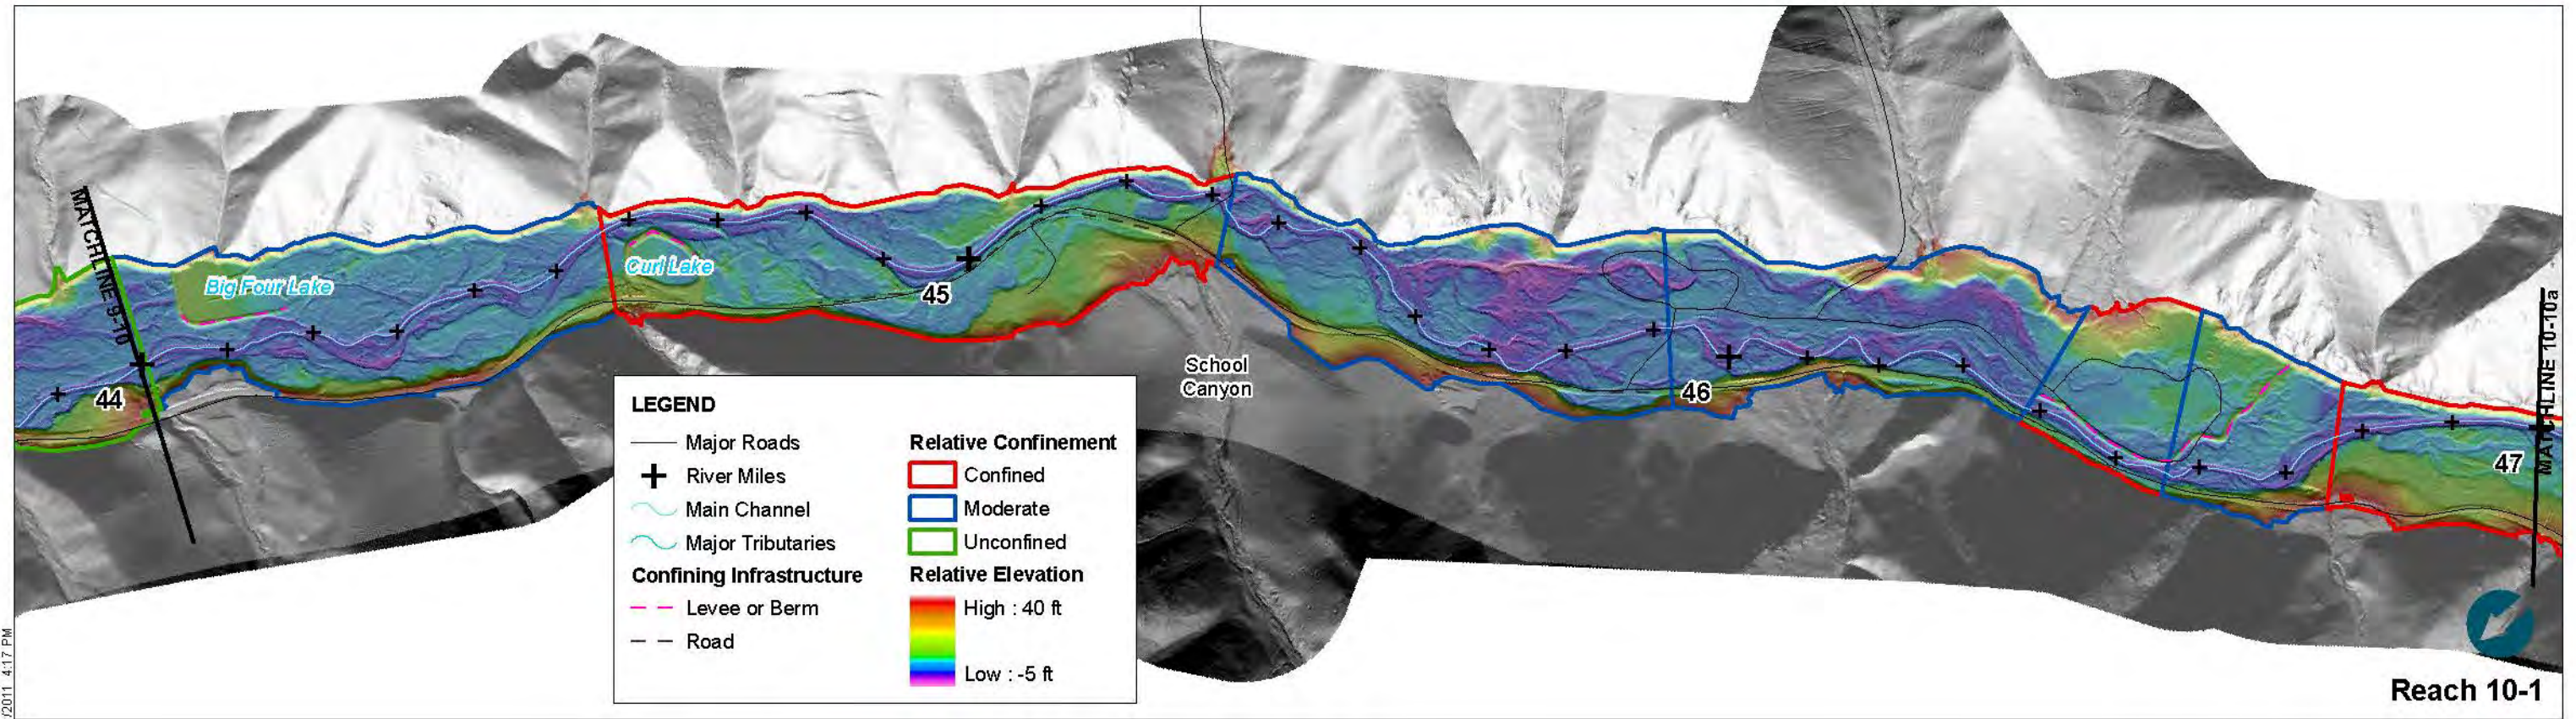 MATCHLINE 9-10
Big Four Lake
Curl Lake
44
45
School
Canyon
46
47
MATCHLINE 10-10a
LEGEND
Major Roads
River Miles
Main Channel
Major Tributaries
Confining Infrastructure
Levee or Berm
Road
Relative Confinement
Confined
Moderate
Unconfined
Relative Elevation
High : 40 ft
Low : -5 ft
Reach 10-1
/2011 4:17 PM